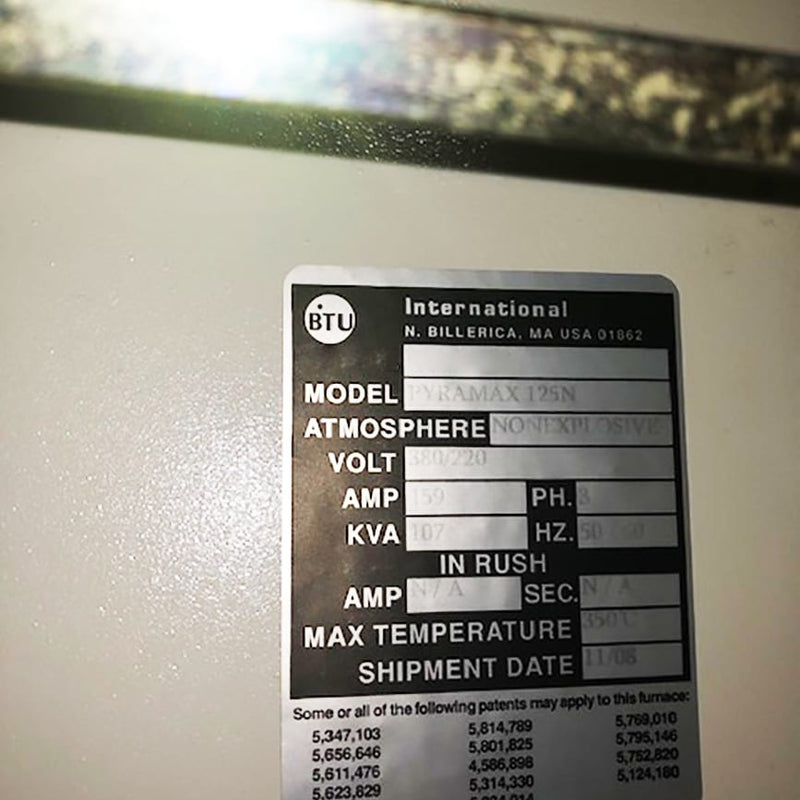 BTU International
N. BILLERICA, MA USA 01862
MODEL PYRAMAX 125N
ATMOSPHERE NONEXPLOSIVE
VOLT 380/220
AMP 159 PH. 3
KVA 107 HZ. 50 / 60
IN RUSH
AMP N / A SEC. N / A
MAX TEMPERATURE 350 C
SHIPMENT DATE 11/08
Some or all of the following patents may apply to this furnace:
5,347,103 5,814,789 5,769,010
5,656,646 5,801,825 5,795,146
5,611,476 4,586,898 5,752,820
5,623,829 5,314,330 5,124,180